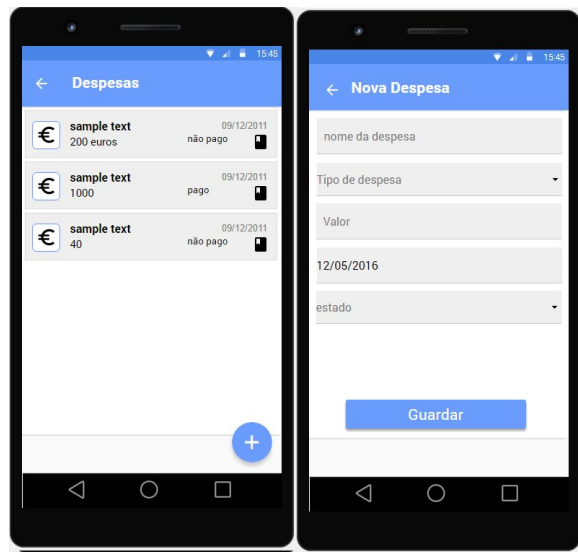 15:45
Despesas
sample text 09/12/2011
200 euros não pago
sample text 09/12/2011
1000 pago
sample text 09/12/2011
40 não pago
15:45
Nova Despesa
nome da despesa
Tipo de despesa
Valor
12/05/2016
estado
Guardar